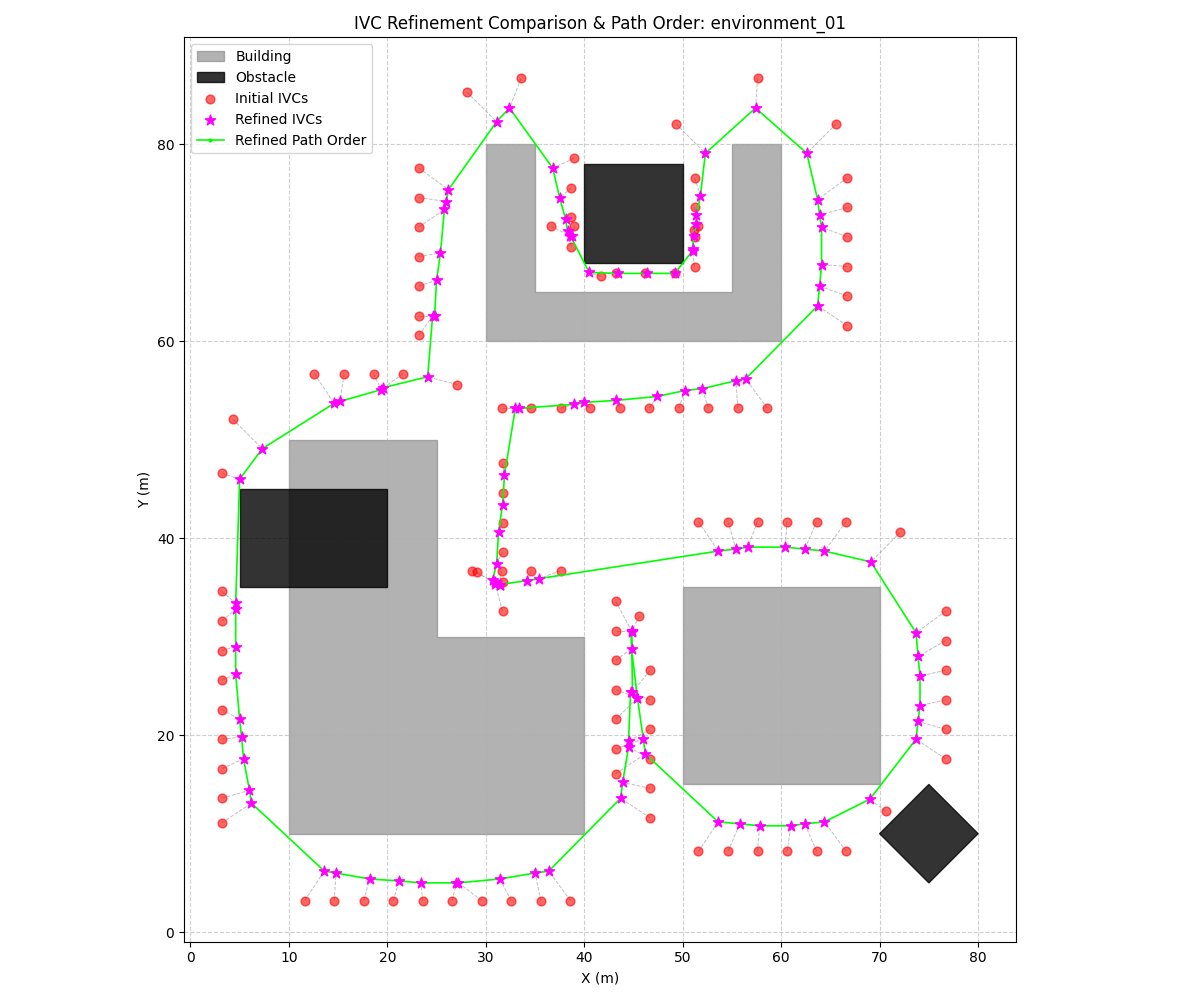 IVC Refinement Comparison & Path Order: environment_01
Building
Obstacle
Initial IVCs
Refined IVCs
Refined Path Order
80
60
40
20
0
Y (m)
0 10 20 30 40 50 60 70 80
X (m)